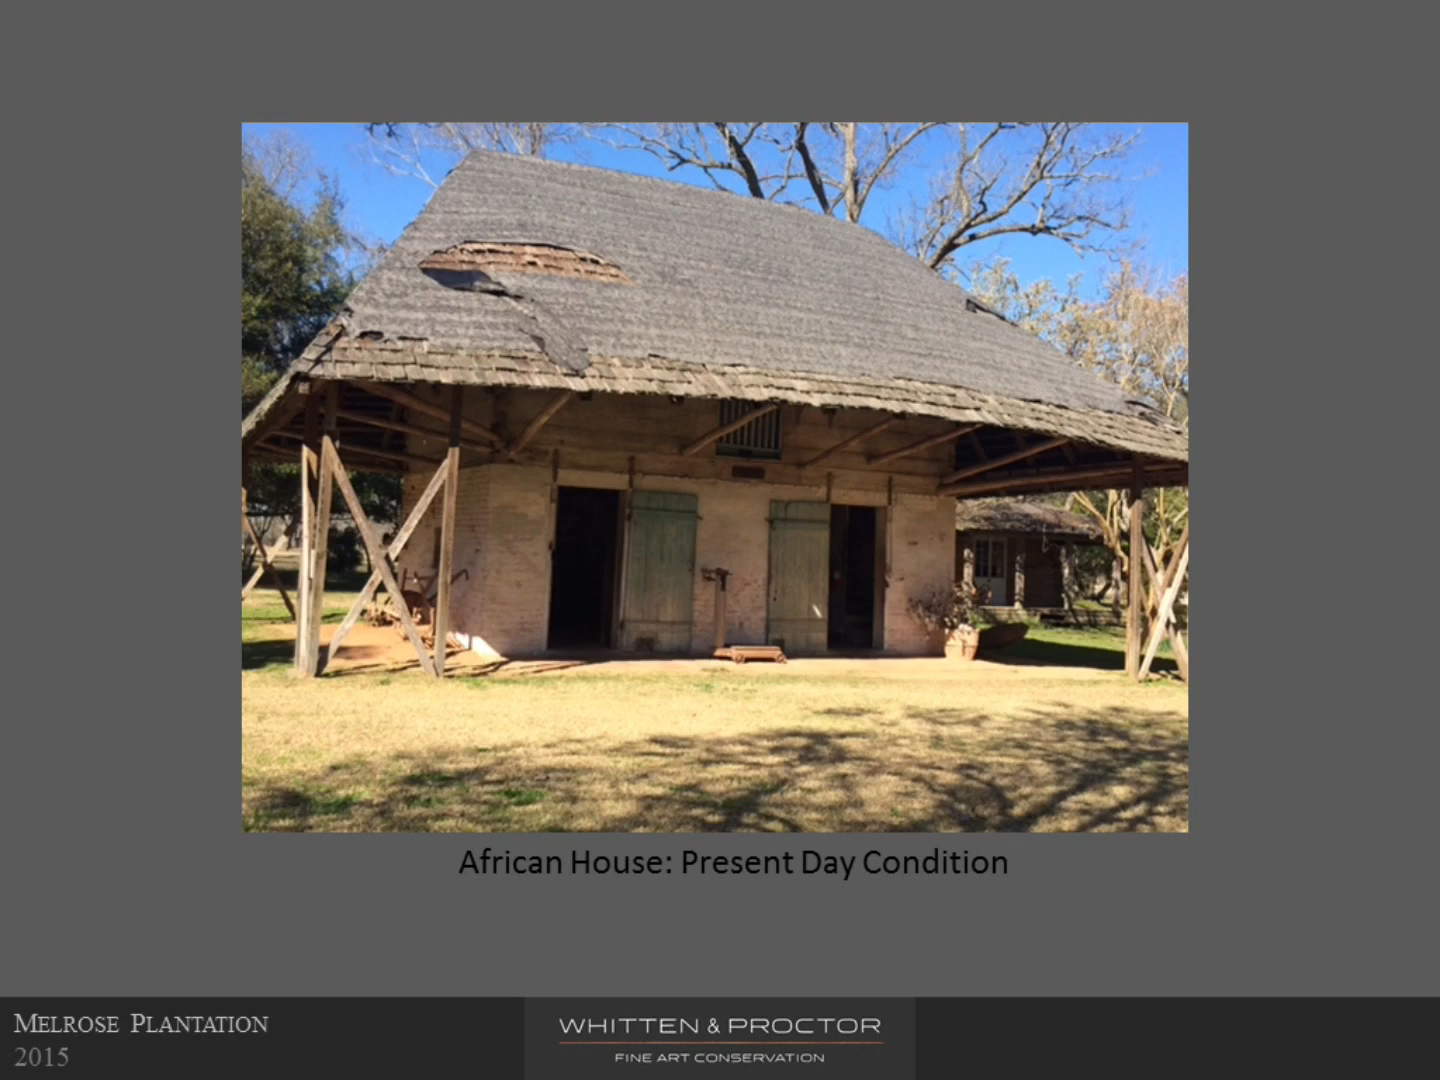 African House: Present Day Condition
MELROSE PLANTATION
2015
WHITTEN & PROCTOR
FINE ART CONSERVATION